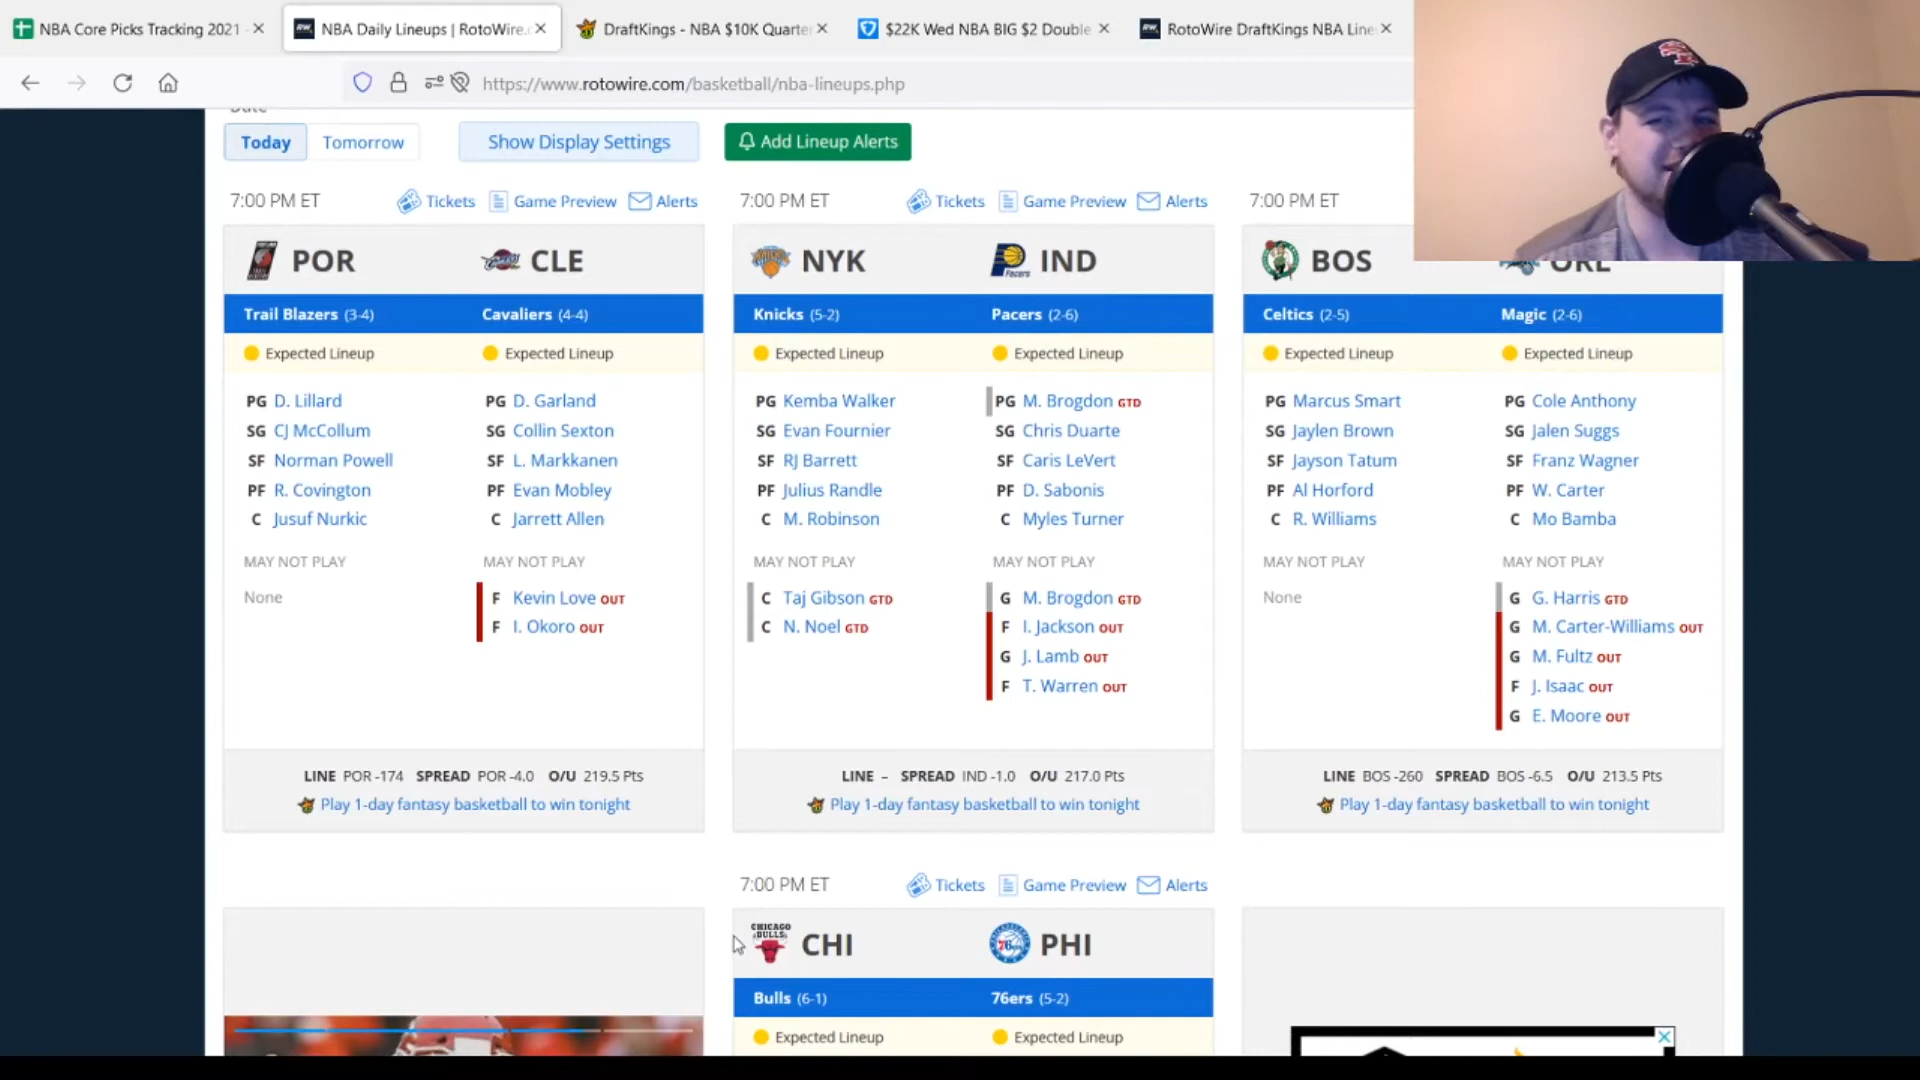 NBA Core Picks Tracking 2021
NBA Daily Lineups | RotoWire.
DraftKings - NBA $10K Quarte
$22K Wed NBA BIG $2 Double
RotoWire DraftKings NBA Line
https://www.rotowire.com/basketball/nba-lineups.php
Date
Today Tomorrow Show Display Settings Add Lineup Alerts
7:00 PM ET Tickets Game Preview Alerts
POR CLE
Trail Blazers (3-4) Cavaliers (4-4)
Expected Lineup Expected Lineup
PG D. Lillard PG D. Garland
SG CJ McCollum SG Collin Sexton
SF Norman Powell SF L. Markkanen
PF R. Covington PF Evan Mobley
C Jusuf Nurkic C Jarrett Allen
MAY NOT PLAY MAY NOT PLAY
None F Kevin Love OUT
F I. Okoro OUT
LINE POR -174 SPREAD POR -4.0 O/U 219.5 Pts
Play 1-day fantasy basketball to win tonight
7:00 PM ET Tickets Game Preview Alerts
NYK Pacers IND
Knicks (5-2) Pacers (2-6)
Expected Lineup Expected Lineup
PG Kemba Walker PG M. Brogdon GTD
SG Evan Fournier SG Chris Duarte
SF RJ Barrett SF Caris LeVert
PF Julius Randle PF D. Sabonis
C M. Robinson C Myles Turner
MAY NOT PLAY MAY NOT PLAY
C Taj Gibson GTD G M. Brogdon GTD
C N. Noel GTD F I. Jackson OUT
G J. Lamb OUT
F T. Warren OUT
LINE – SPREAD IND -1.0 O/U 217.0 Pts
Play 1-day fantasy basketball to win tonight
7:00 PM ET
BOS ORL
Celtics (2-5) Magic (2-6)
Expected Lineup Expected Lineup
PG Marcus Smart PG Cole Anthony
SG Jaylen Brown SG Jalen Suggs
SF Jayson Tatum SF Franz Wagner
PF Al Horford PF W. Carter
C R. Williams C Mo Bamba
MAY NOT PLAY MAY NOT PLAY
None G G. Harris GTD
G M. Carter-Williams OUT
G M. Fultz OUT
F J. Isaac OUT
G E. Moore OUT
LINE BOS -260 SPREAD BOS -6.5 O/U 213.5 Pts
Play 1-day fantasy basketball to win tonight
7:00 PM ET Tickets Game Preview Alerts
CHICAGO BULLS CHI 76ers PHI
Bulls (6-1) 76ers (5-2)
Expected Lineup Expected Lineup